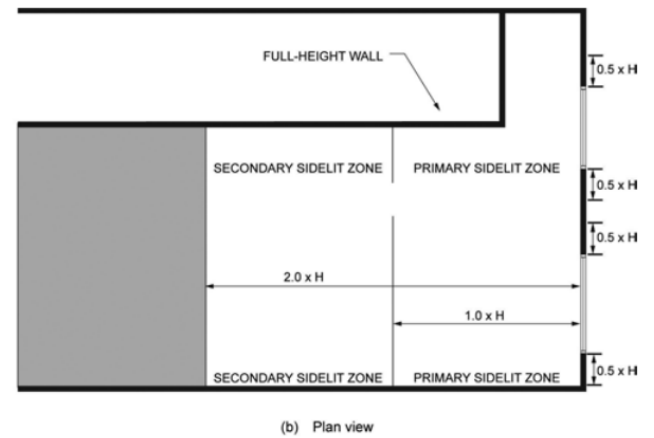 FULL-HEIGHT WALL
0.5 x H
SECONDARY SIDELIT ZONE
PRIMARY SIDELIT ZONE
0.5 x H
0.5 x H
2.0 x H
1.0 x H
0.5 x H
SECONDARY SIDELIT ZONE
PRIMARY SIDELIT ZONE
(b) Plan view